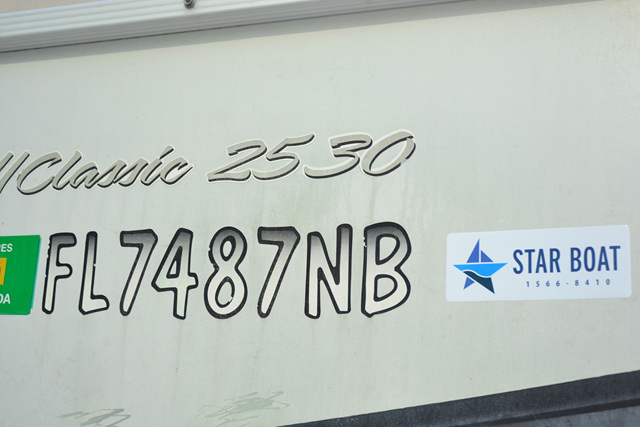 Classic 2530
FL7487NB
STAR BOAT
1566-8410